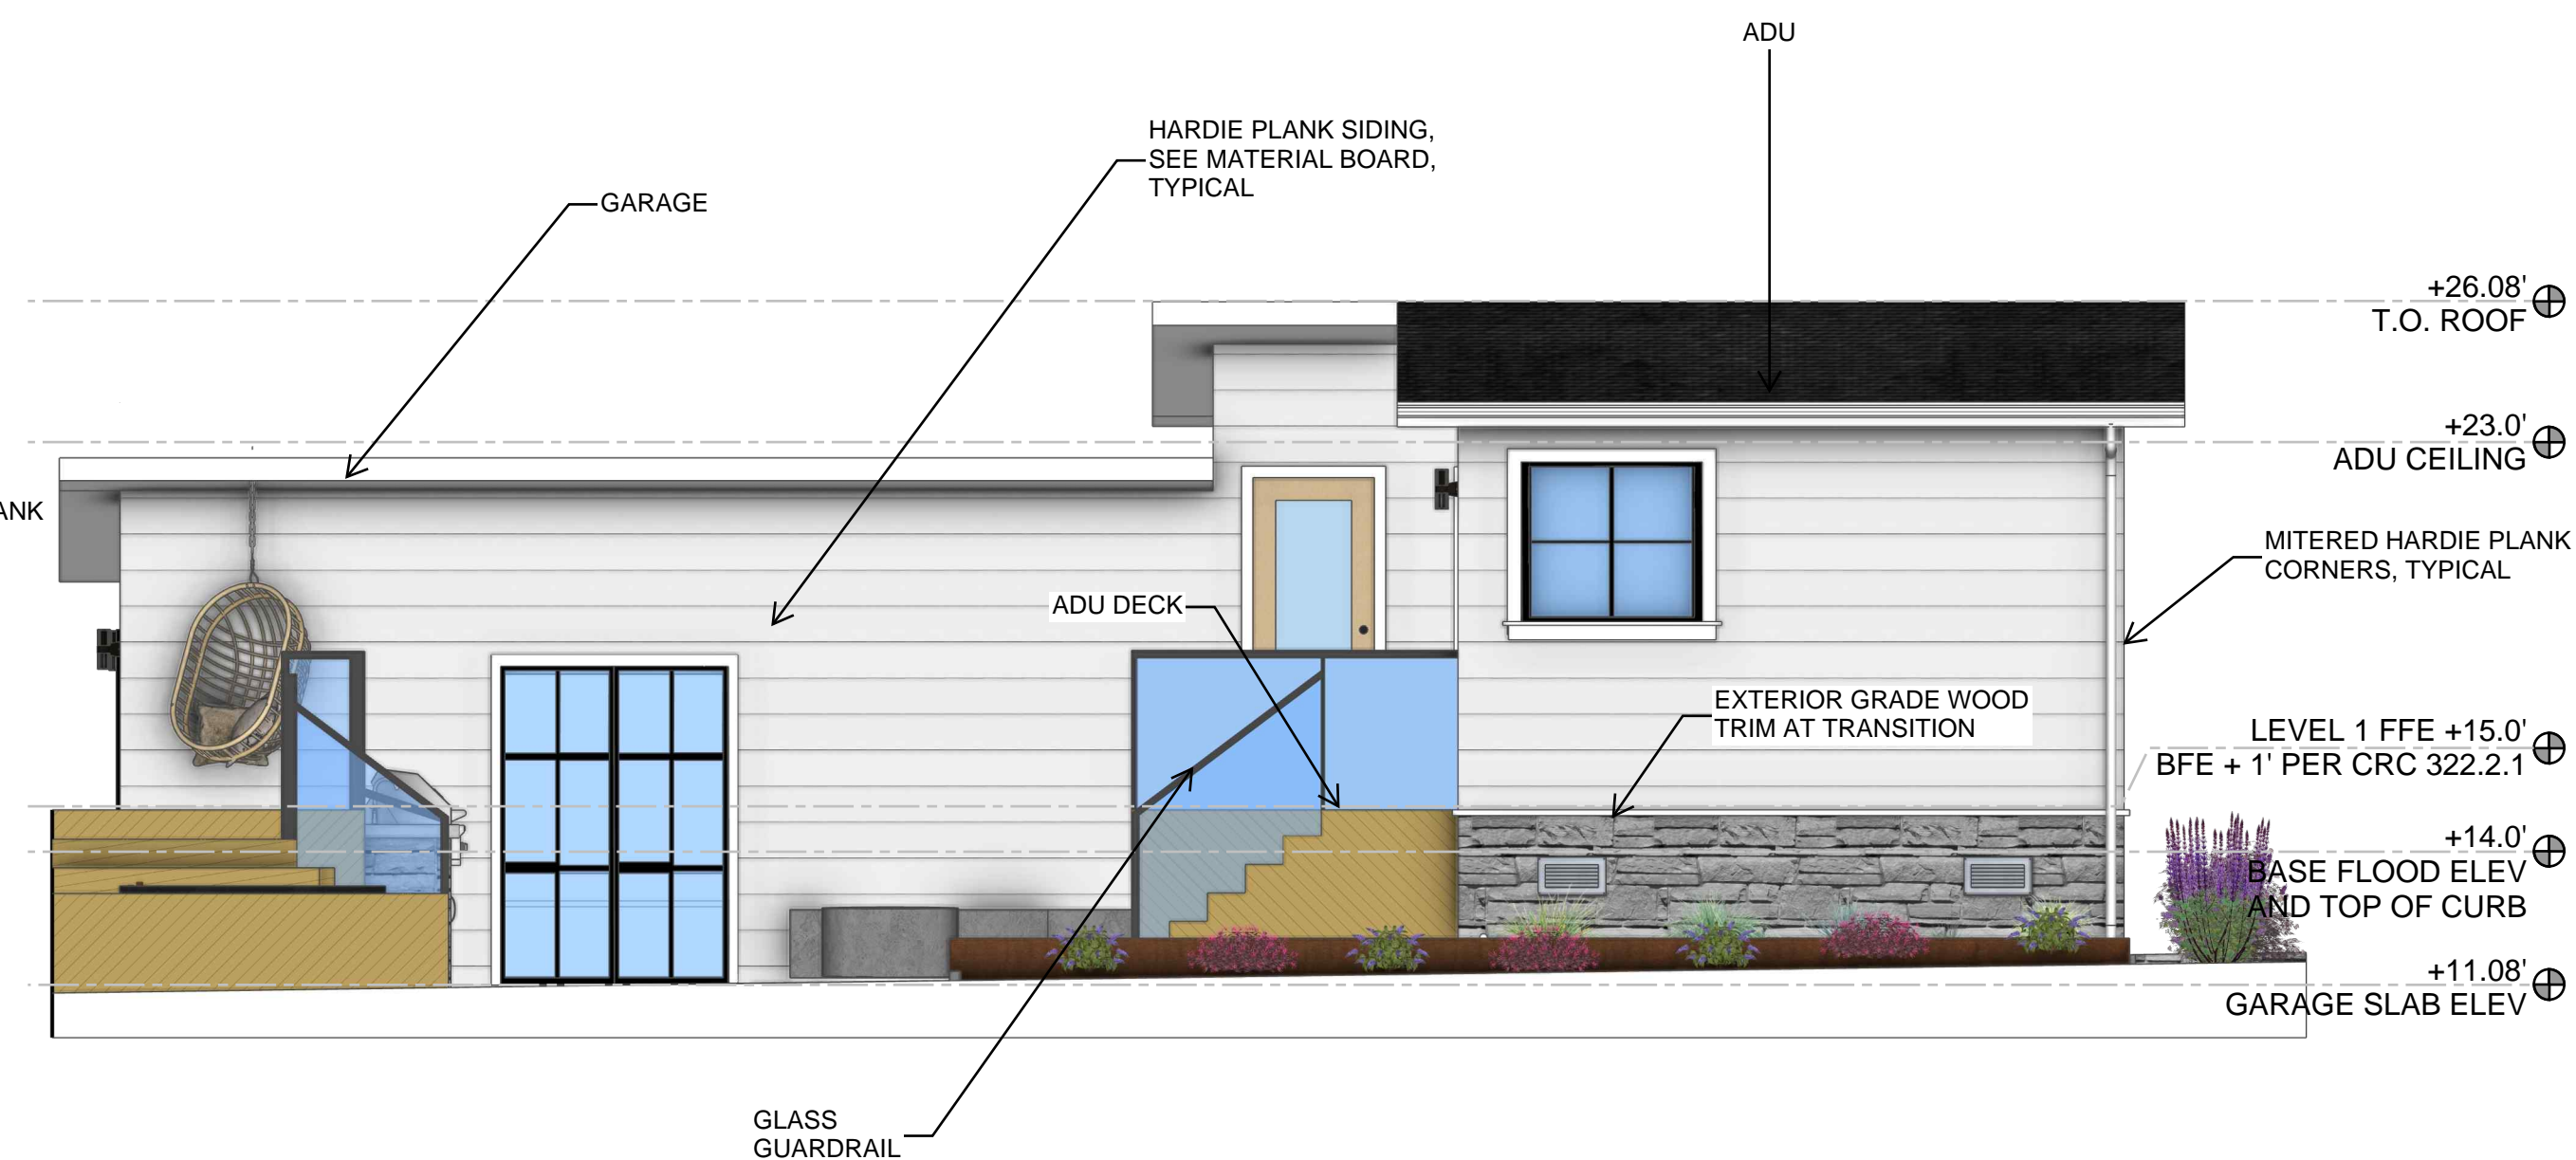 ADU
HARDIE PLANK SIDING,
SEE MATERIAL BOARD,
TYPICAL
GARAGE
+26.08'
T.O. ROOF
+23.0'
ADU CEILING
ANK
MITERED HARDIE PLANK
CORNERS, TYPICAL
ADU DECK
EXTERIOR GRADE WOOD
TRIM AT TRANSITION
LEVEL 1 FFE +15.0'
BFE + 1' PER CRC 322.2.1
+14.0'
BASE FLOOD ELEV
AND TOP OF CURB
+11.08'
GARAGE SLAB ELEV
GLASS
GUARDRAIL